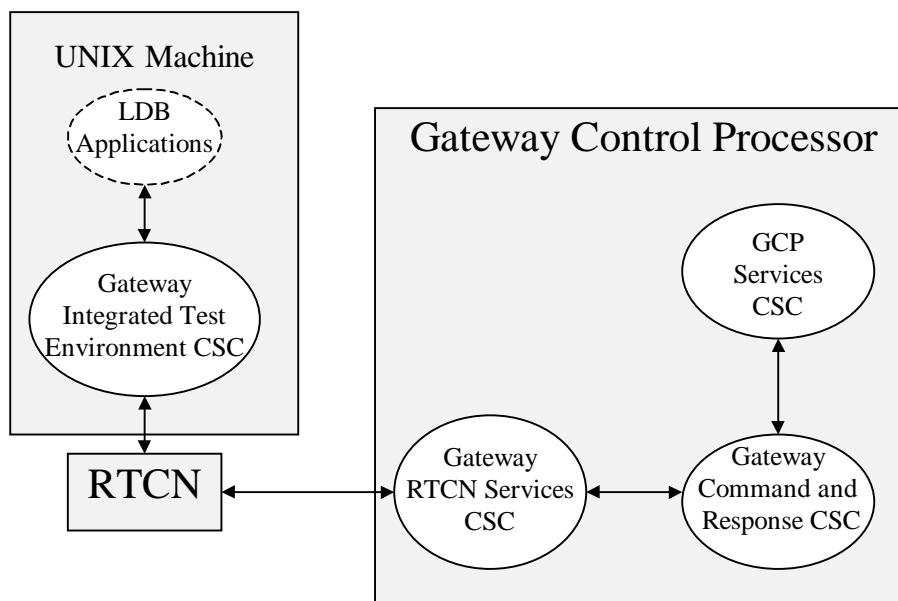 UNIX Machine
LDB
Applications
Gateway
Integrated Test
Environment CSC
RTCN
Gateway Control Processor
GCP
Services
CSC
Gateway
RTCN Services
CSC
Gateway
Command and
Response CSC